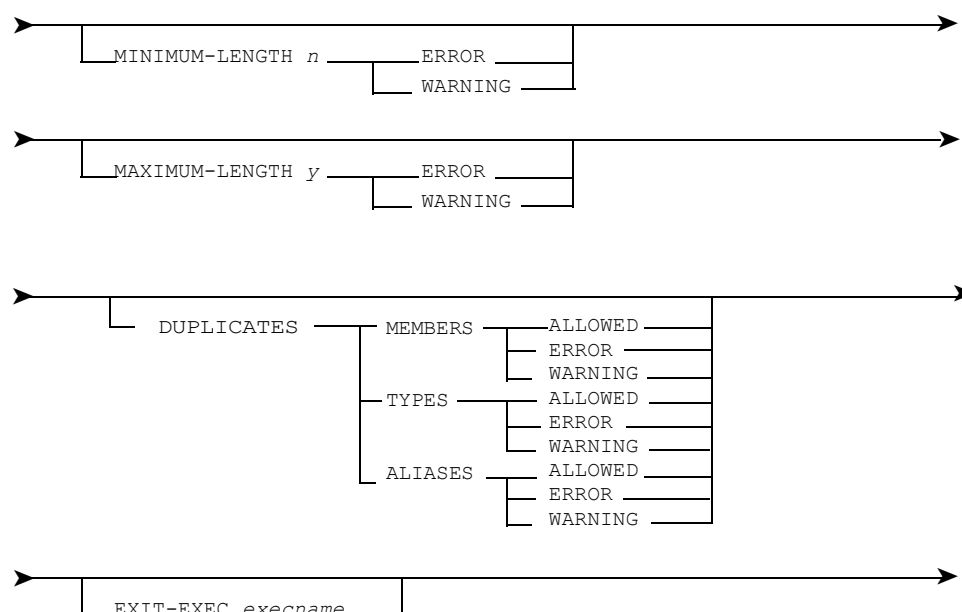 MINIMUM-LENGTH n ERROR
WARNING
MAXIMUM-LENGTH y ERROR
WARNING
DUPLICATES MEMBERS ALLOWED
ERROR
WARNING
TYPES ALLOWED
ERROR
WARNING
ALIASES ALLOWED
ERROR
WARNING
EXIT-EXEC execname